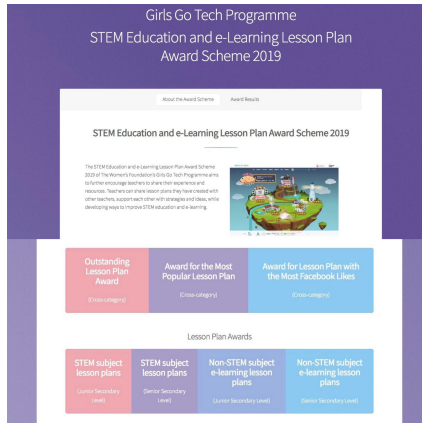 Girls Go Tech Programme
STEM Education and e-Learning Lesson Plan
Award Scheme 2019
About the Award Scheme
Award Results
STEM Education and e-Learning Lesson Plan Award Scheme 2019
The STEM Education and e-Learning Lesson Plan Award Scheme
2019 of The Women's Foundation's Girls Go Tech Programme aims
to further encourage teachers to share their experience and
resources. Teachers can share lesson plans they have created with
other teachers, support each other with strategies and ideas, while
developing ways to improve STEM education and e-learning.
Outstanding
Lesson Plan
Award
(Cross-category)
Award for the Most
Popular Lesson Plan
(Cross-category)
Award for Lesson Plan with
the Most Facebook Likes
(Cross-category)
Lesson Plan Awards
STEM subject
lesson plans
(Junior Secondary
Level)
STEM subject
lesson plans
(Senior Secondary
Level)
Non-STEM subject
e-learning lesson
plans
(Junior Secondary Level)
Non-STEM subject
e-learning lesson
plans
(Senior Secondary Level)